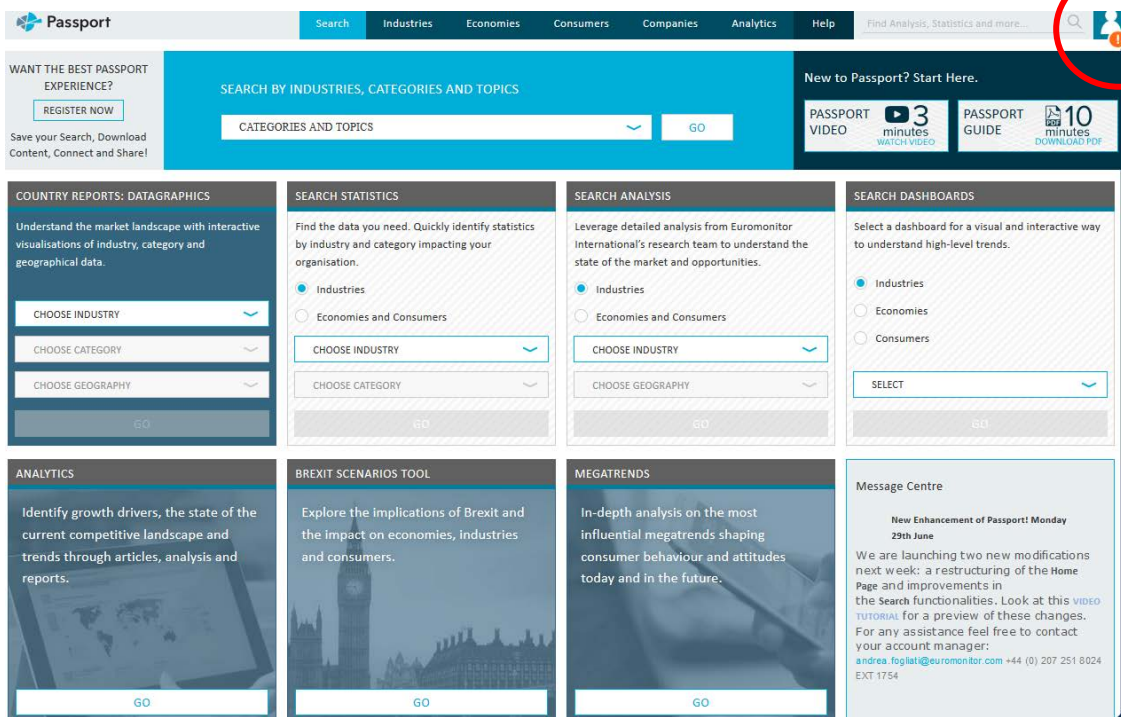 Passport
Search Industries Economies Consumers Companies Analytics Help Find Analysis, Statistics and more...
WANT THE BEST PASSPORT
EXPERIENCE?
REGISTER NOW
Save your Search, Download
Content, Connect and Share!
SEARCH BY INDUSTRIES, CATEGORIES AND TOPICS
CATEGORIES AND TOPICS
GO
New to Passport? Start Here.
PASSPORT
VIDEO
3
minutes
WATCH VIDEO
PASSPORT
GUIDE
PDF
10
minutes
DOWNLOAD PDF
COUNTRY REPORTS: DATAGRAPHICS
Understand the market landscape with interactive
visualisations of industry, category and
geographical data.
CHOOSE INDUSTRY
CHOOSE CATEGORY
CHOOSE GEOGRAPHY
GO
SEARCH STATISTICS
Find the data you need. Quickly identify statistics
by industry and category impacting your
organisation.
Industries
Economies and Consumers
CHOOSE INDUSTRY
CHOOSE CATEGORY
GO
SEARCH ANALYSIS
Leverage detailed analysis from Euromonitor
International's research team to understand the
state of the market and opportunities.
Industries
Economies and Consumers
CHOOSE INDUSTRY
CHOOSE GEOGRAPHY
GO
SEARCH DASHBOARDS
Select a dashboard for a visual and interactive way
to understand high-level trends.
Industries
Economies
Consumers
SELECT
GO
ANALYTICS
Identify growth drivers, the state of the
current competitive landscape and
trends through articles, analysis and
reports.
GO
BREXIT SCENARIOS TOOL
Explore the implications of Brexit and
the impact on economies, industries
and consumers.
GO
MEGATRENDS
In-depth analysis on the most
influential megatrends shaping
consumer behaviour and attitudes
today and in the future.
GO
Message Centre
New Enhancement of Passport! Monday
29th June
We are launching two new modifications
next week: a restructuring of the Home
Page and improvements in
the Search functionalities. Look at this VIDEO
TUTORIAL for a preview of these changes.
For any assistance feel free to contact
your account manager:
andrea.fogliati@euromonitor.com +44 (0) 207 251 8024
EXT 1754